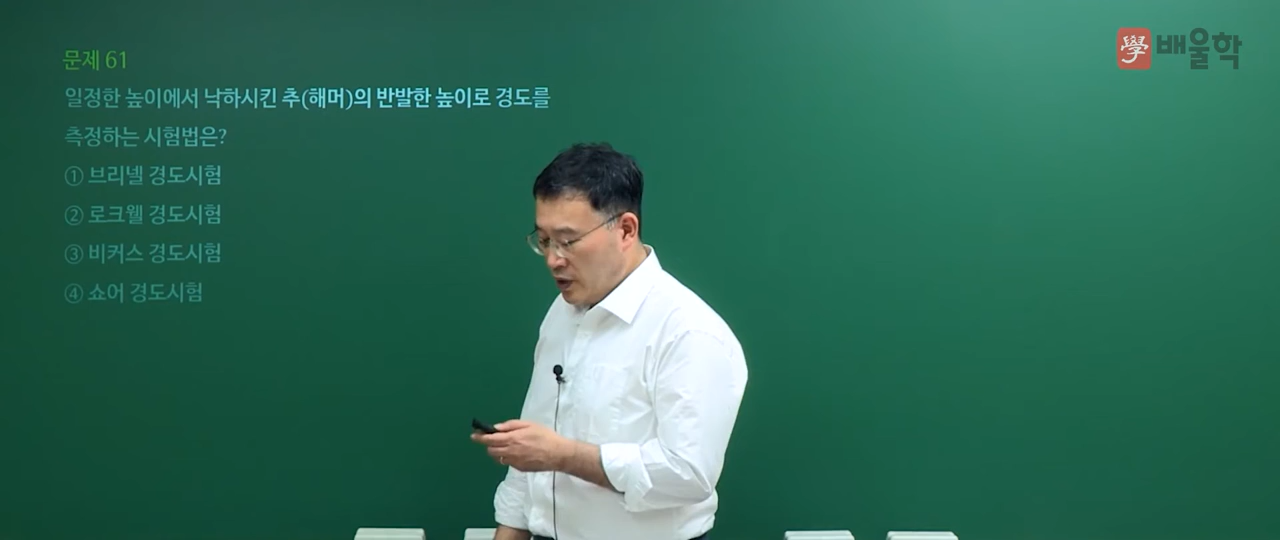 學 배울학
문제 61
일정한 높이에서 낙하시킨 추(해머)의 반발한 높이로 경도를
측정하는 시험법은?
① 브리넬 경도시험
② 로크웰 경도시험
③ 비커스 경도시험
④ 쇼어 경도시험